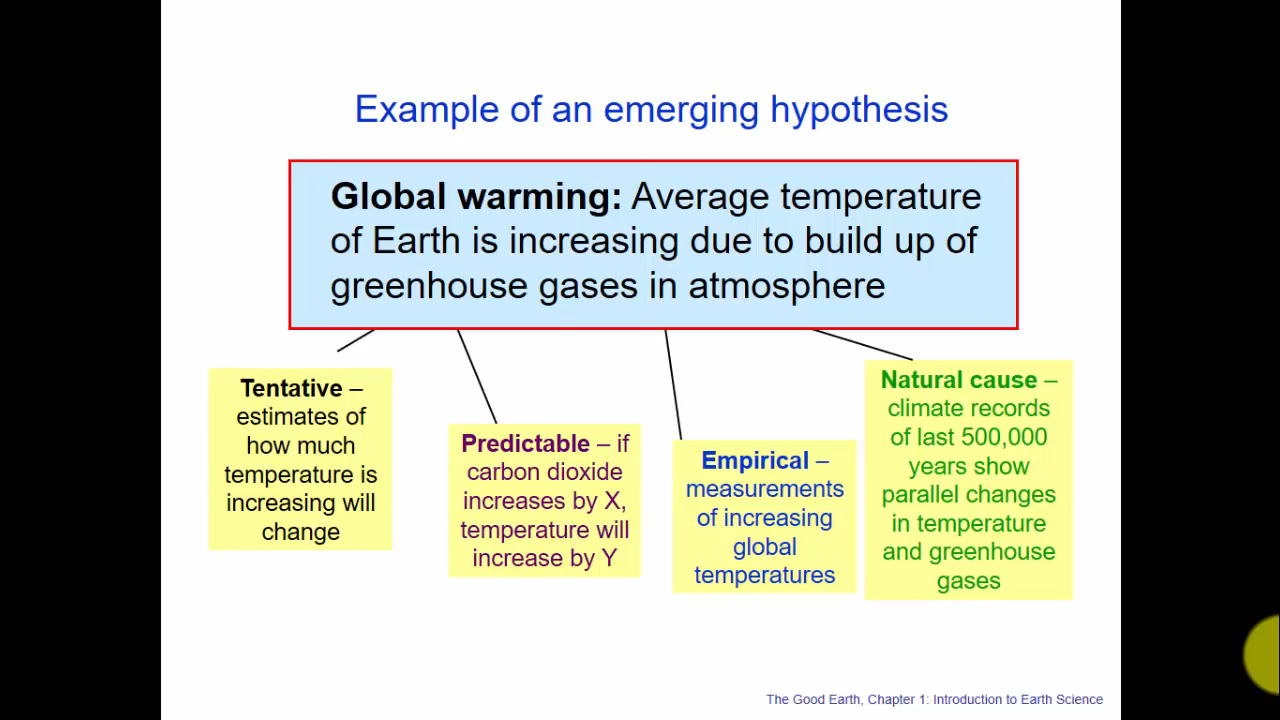 Example of an emerging hypothesis
Global warming: Average temperature
of Earth is increasing due to build up of
greenhouse gases in atmosphere
Tentative –
estimates of
how much
temperature is
increasing will
change
Predictable – if
carbon dioxide
increases by X,
temperature will
increase by Y
Empirical –
measurements
of increasing
global
temperatures
Natural cause –
climate records
of last 500,000
years show
parallel changes
in temperature
and greenhouse
gases
The Good Earth, Chapter 1: Introduction to Earth Science